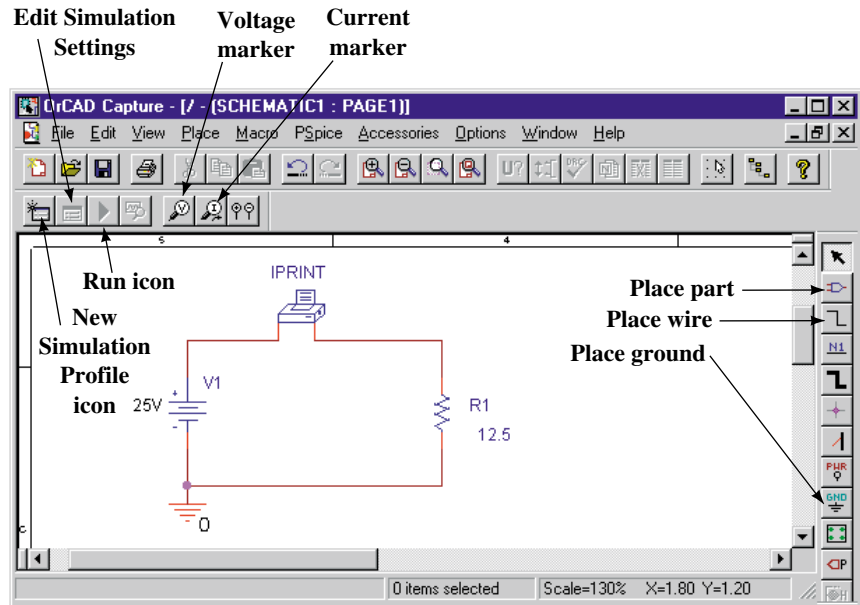 Edit Simulation
Settings
Voltage
marker
Current
marker
OrCAD Capture - [/ - (SCHEMATIC1 : PAGE1)]
File Edit View Place Macro PSpice Accessories Options Window Help
U? DRC
V I
5 4
Run icon
New
Simulation
Profile
icon
IPRINT
Place part
Place wire
Place ground
N1
V1
25V
R1
12.5
PWR
GND
0
C
P
H
0 items selected Scale=130% X=1.80 Y=1.20